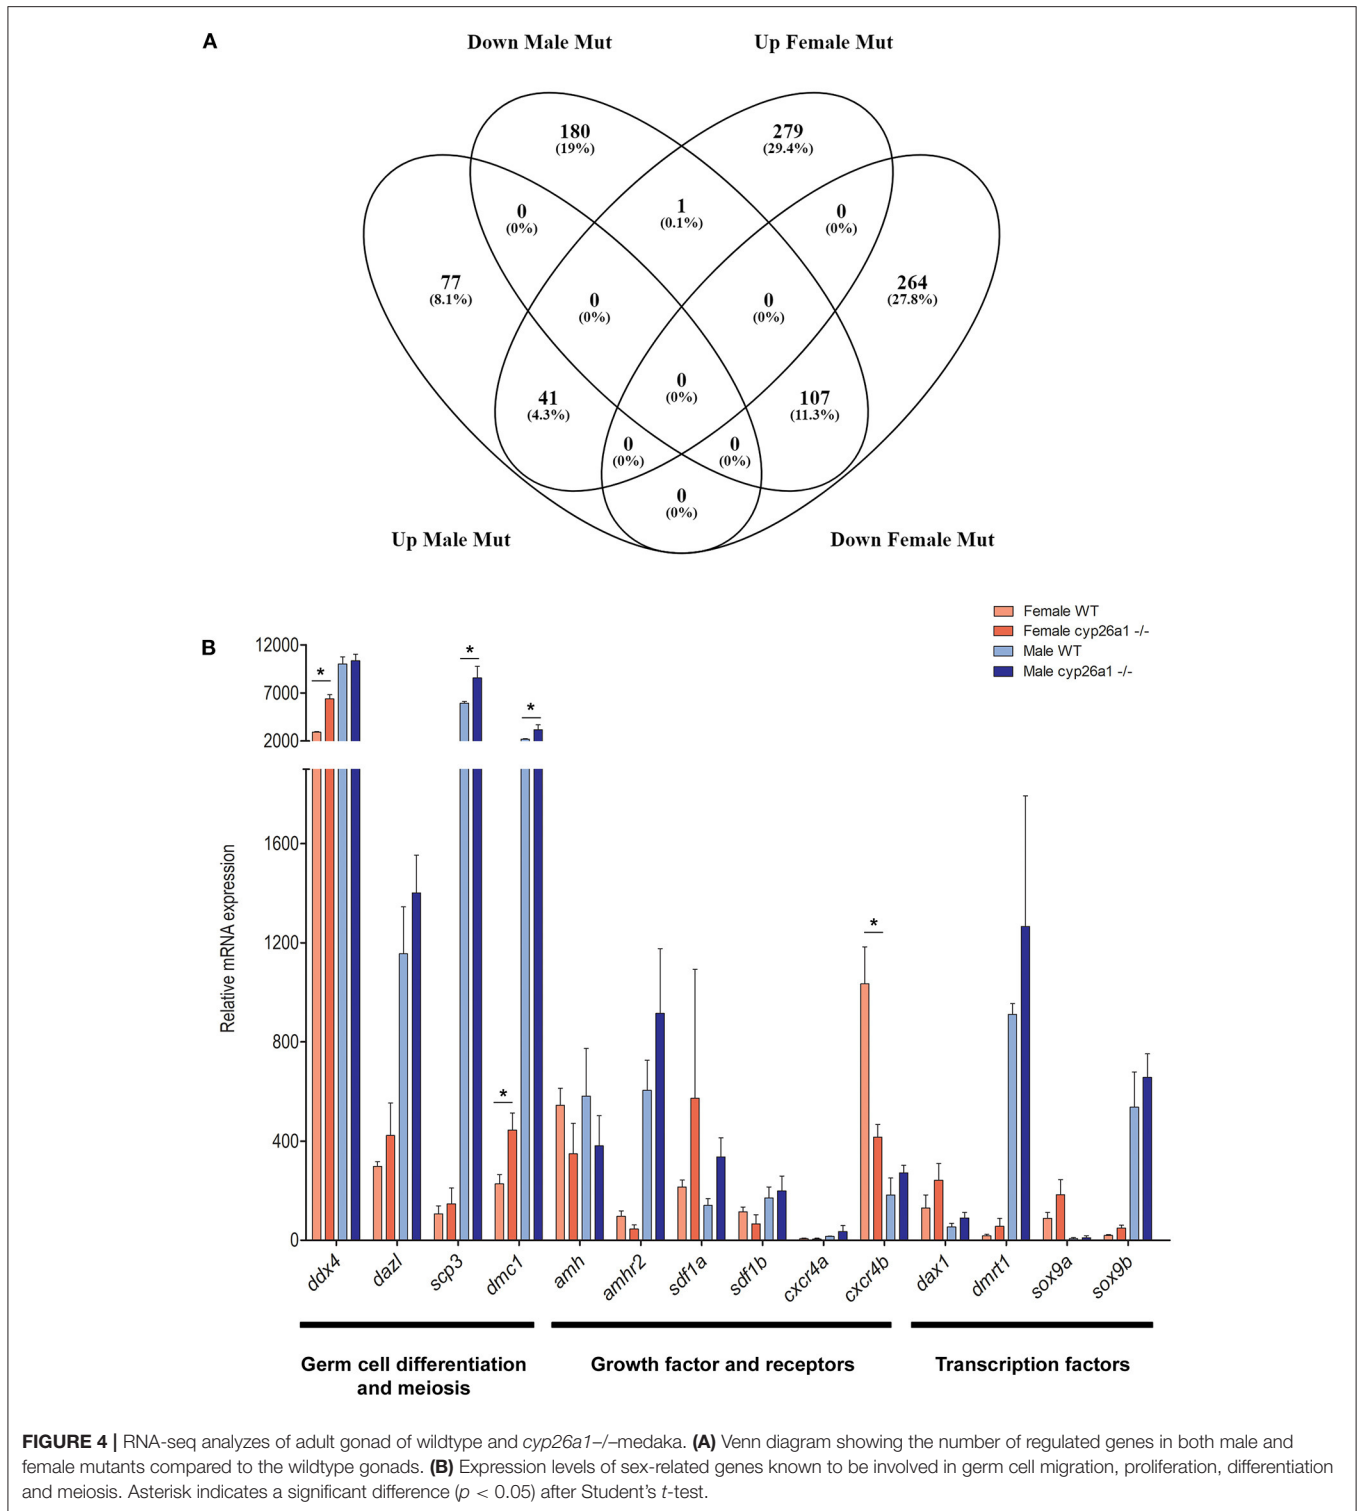 A
Down Male Mut
Up Female Mut
180
(19%)
279
(29.4%)
0
(0%)
1
(0.1%)
0
(0%)
77
(8.1%)
0
(0%)
0
(0%)
264
(27.8%)
41
(4.3%)
0
(0%)
107
(11.3%)
0
(0%)
0
(0%)
0
(0%)
Up Male Mut
Down Female Mut
Female WT
Female cyp26a1 -/-
Male WT
Male cyp26a1 -/-
B
12000
7000
2000
1600
1200
800
400
0
Relative mRNA expression
*
*
*
*
*
ddx4
dazl
scp3
dmc1
amh
amhr2
sdf1a
sdf1b
cxcr4a
cxcr4b
dax1
dmrt1
sox9a
sox9b
Germ cell differentiation
and meiosis
Growth factor and receptors
Transcription factors
FIGURE 4 | RNA-seq analyzes of adult gonad of wildtype and cyp26a1–/–medaka. (A) Venn diagram showing the number of regulated genes in both male and
female mutants compared to the wildtype gonads. (B) Expression levels of sex-related genes known to be involved in germ cell migration, proliferation, differentiation
and meiosis. Asterisk indicates a significant difference (p < 0.05) after Student's t-test.